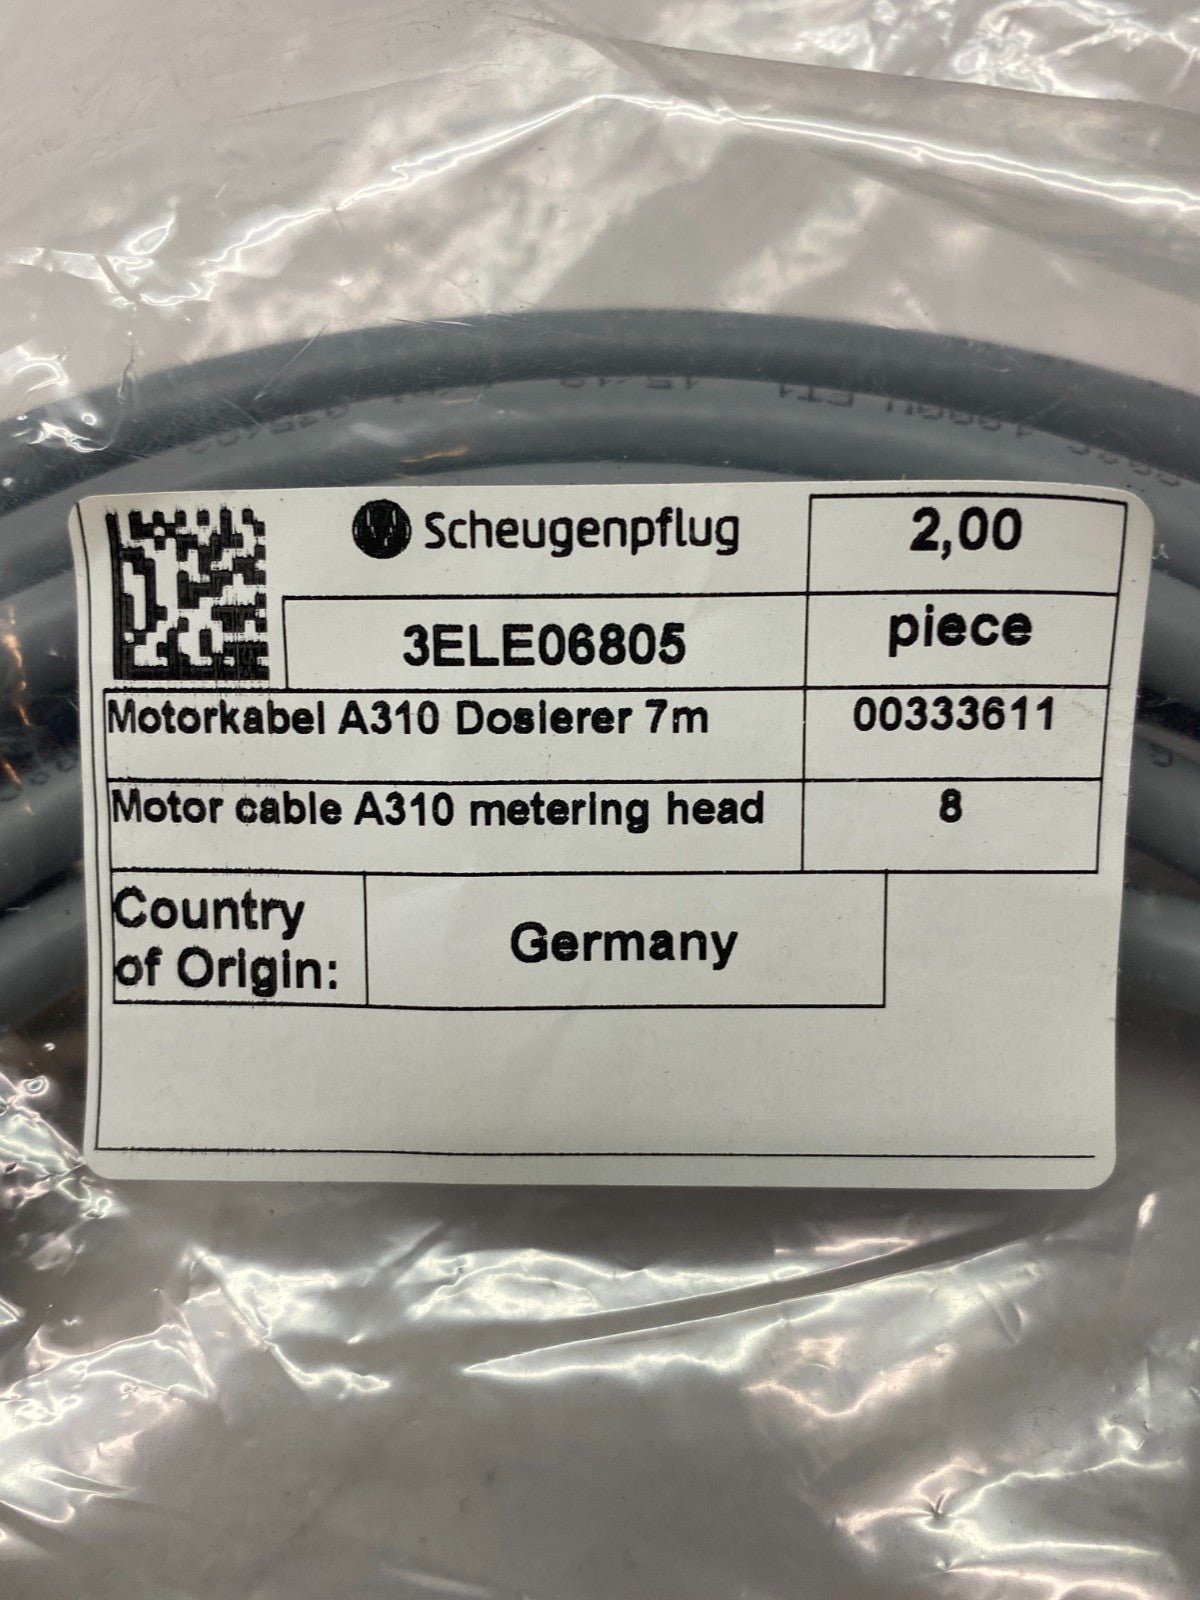 Scheugenpflug
2,00
3ELE06805
piece
Motorkabel A310 Dosierer 7m
00333611
Motor cable A310 metering head
8
Country
of Origin:
Germany